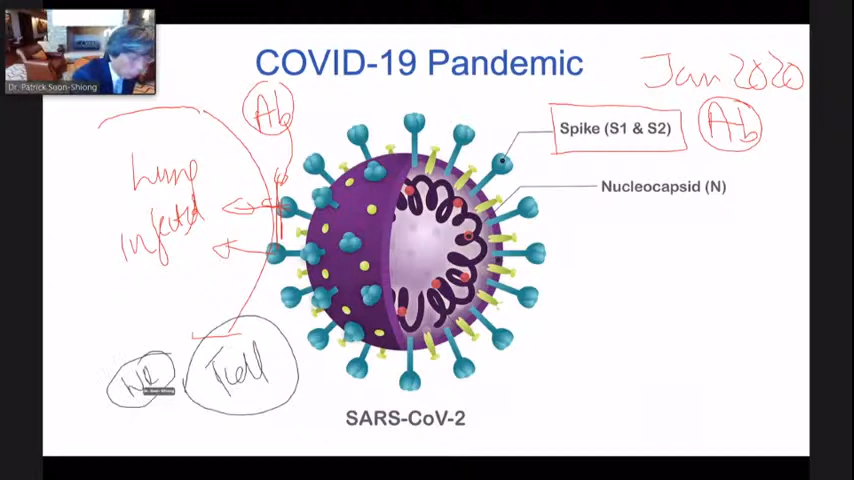 Dr. Patrick Soon-Shiong
COVID-19 Pandemic
Jan 2020
Ab
Spike (S1 & S2)
Ab
Nucleocapsid (N)
Lung
infected
Tcell
NK
SARS-CoV-2